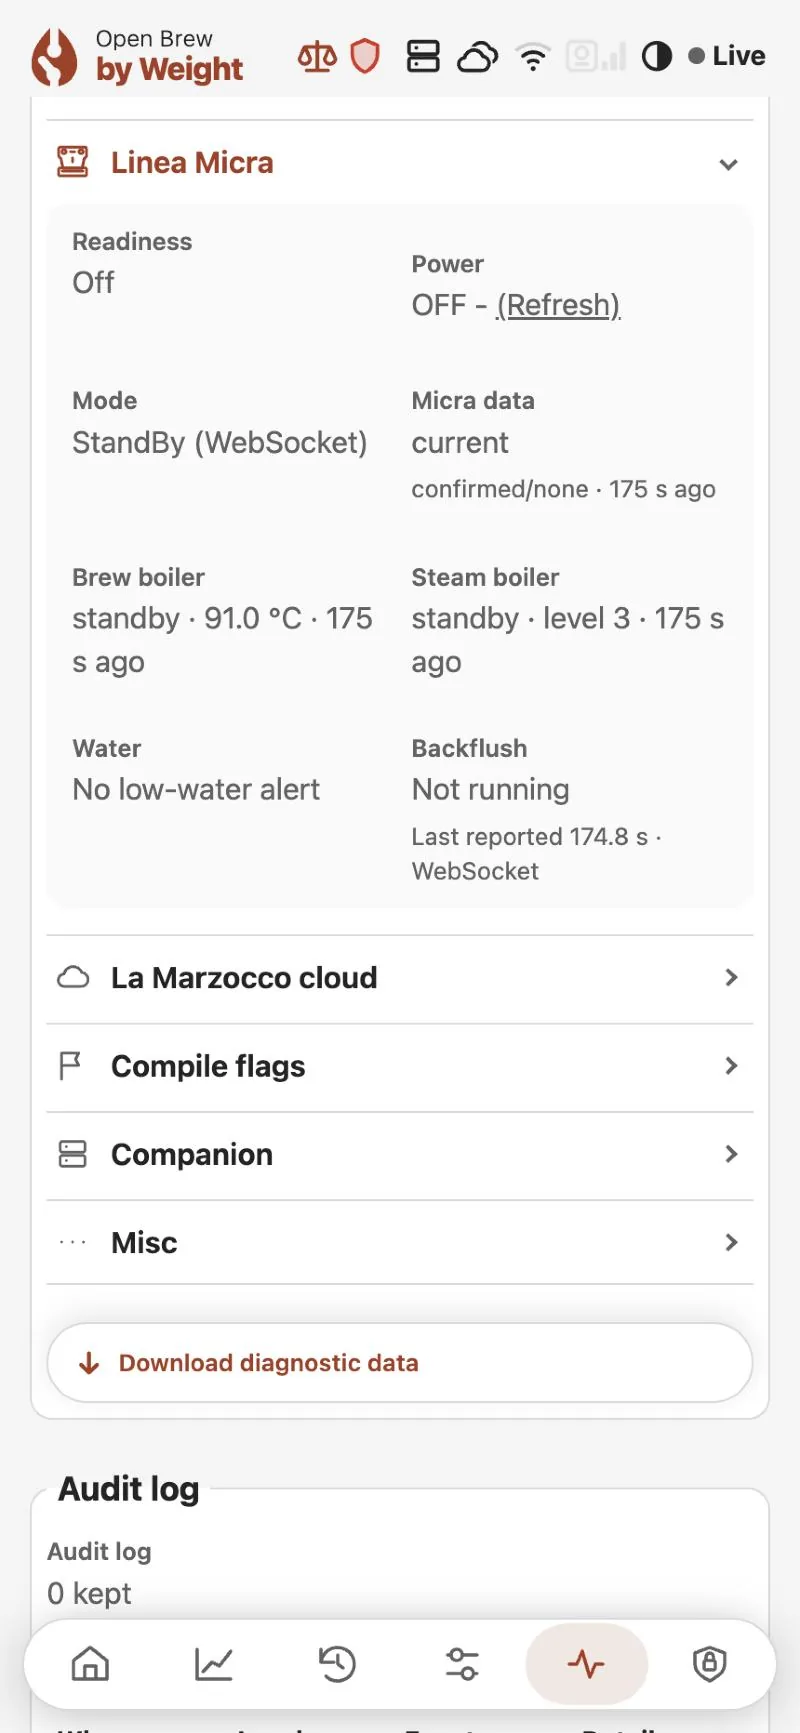 Open Brew
by Weight
Live
Linea Micra
Readiness
Off
Power
OFF - (Refresh)
Mode
StandBy (WebSocket)
Micra data
current
confirmed/none · 175 s ago
Brew boiler
standby · 91.0 °C · 175
s ago
Steam boiler
standby · level 3 · 175 s
ago
Water
No low-water alert
Backflush
Not running
Last reported 174.8 s ·
WebSocket
La Marzocco cloud
Compile flags
Companion
Misc
Download diagnostic data
Audit log
Audit log
0 kept